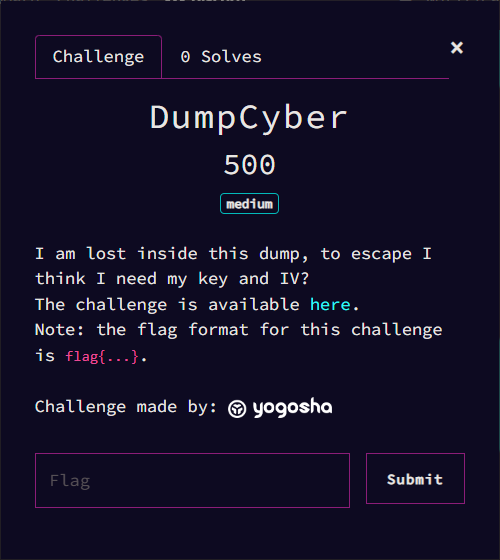 Challenge
0 Solves
×
DumpCyber
500
medium
I am lost inside this dump, to escape I
think I need my key and IV?
The challenge is available here.
Note: the flag format for this challenge
is flag{...}.
Challenge made by: yogosha
Flag
Submit